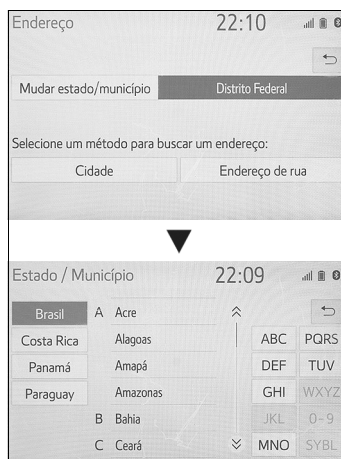 Endereço 22:10
Mudar estado/município Distrito Federal
Selecione um método para buscar um endereço:
Cidade Endereço de rua
Estado / Município 22:09
Brasil A Acre
Costa Rica Alagoas ABC PQRS
Panamá Amapá DEF TUV
Paraguay Amazonas GHI WXYZ
B Bahia JKL 0-9
C Ceará MNO SYBL